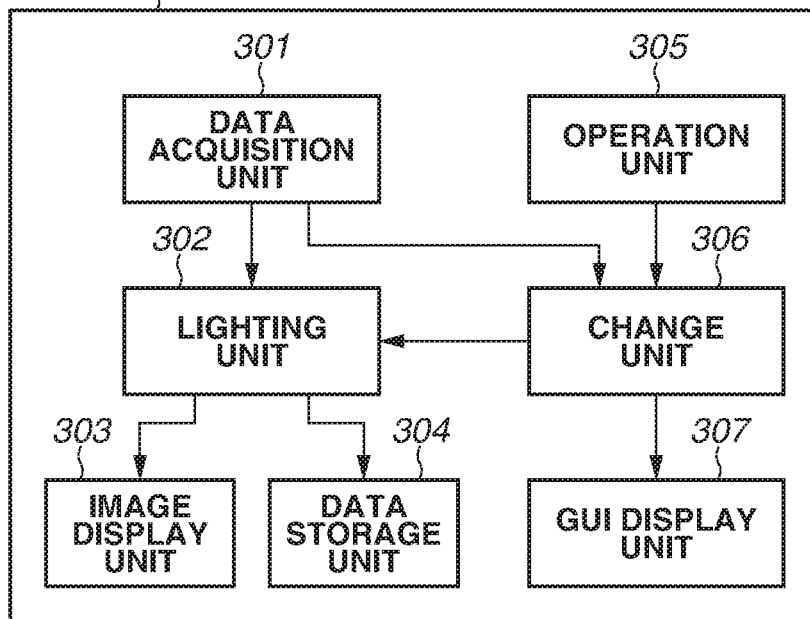 301
DATA
ACQUISITION
UNIT
305
OPERATION
UNIT
302
LIGHTING
UNIT
306
CHANGE
UNIT
303
IMAGE
DISPLAY
UNIT
304
DATA
STORAGE
UNIT
307
GUI DISPLAY
UNIT